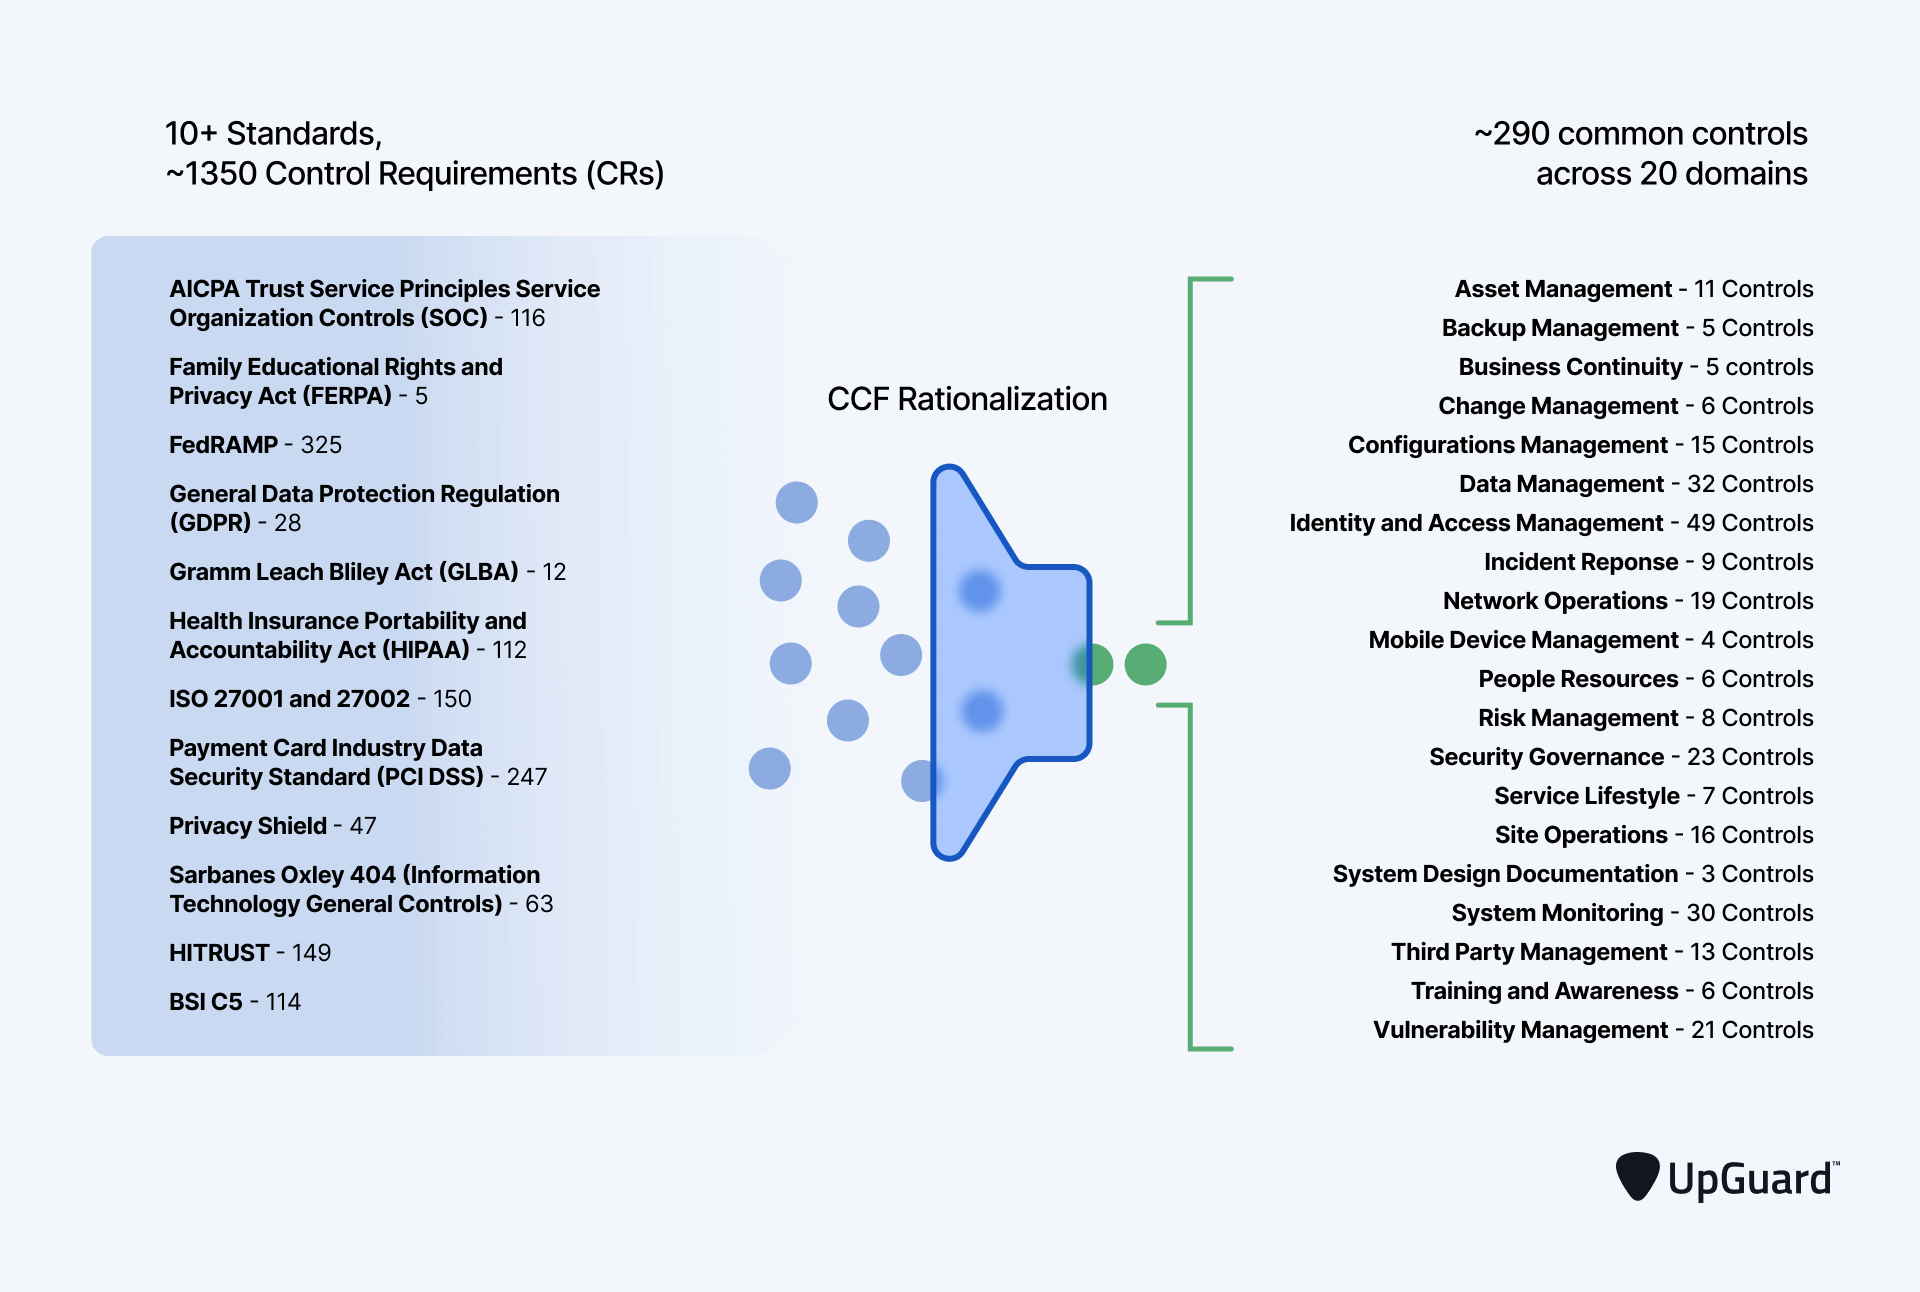 10+ Standards,
~1350 Control Requirements (CRs)
AICPA Trust Service Principles Service
Organization Controls (SOC) - 116
Family Educational Rights and
Privacy Act (FERPA) - 5
FedRAMP - 325
General Data Protection Regulation
(GDPR) - 28
Gramm Leach Bliley Act (GLBA) - 12
Health Insurance Portability and
Accountability Act (HIPAA) - 112
ISO 27001 and 27002 - 150
Payment Card Industry Data
Security Standard (PCI DSS) - 247
Privacy Shield - 47
Sarbanes Oxley 404 (Information
Technology General Controls) - 63
HITRUST - 149
BSI C5 - 114
CCF Rationalization
~290 common controls
across 20 domains
Asset Management - 11 Controls
Backup Management - 5 Controls
Business Continuity - 5 controls
Change Management - 6 Controls
Configurations Management - 15 Controls
Data Management - 32 Controls
Identity and Access Management - 49 Controls
Incident Reponse - 9 Controls
Network Operations - 19 Controls
Mobile Device Management - 4 Controls
People Resources - 6 Controls
Risk Management - 8 Controls
Security Governance - 23 Controls
Service Lifestyle - 7 Controls
Site Operations - 16 Controls
System Design Documentation - 3 Controls
System Monitoring - 30 Controls
Third Party Management - 13 Controls
Training and Awareness - 6 Controls
Vulnerability Management - 21 Controls
UpGuard™